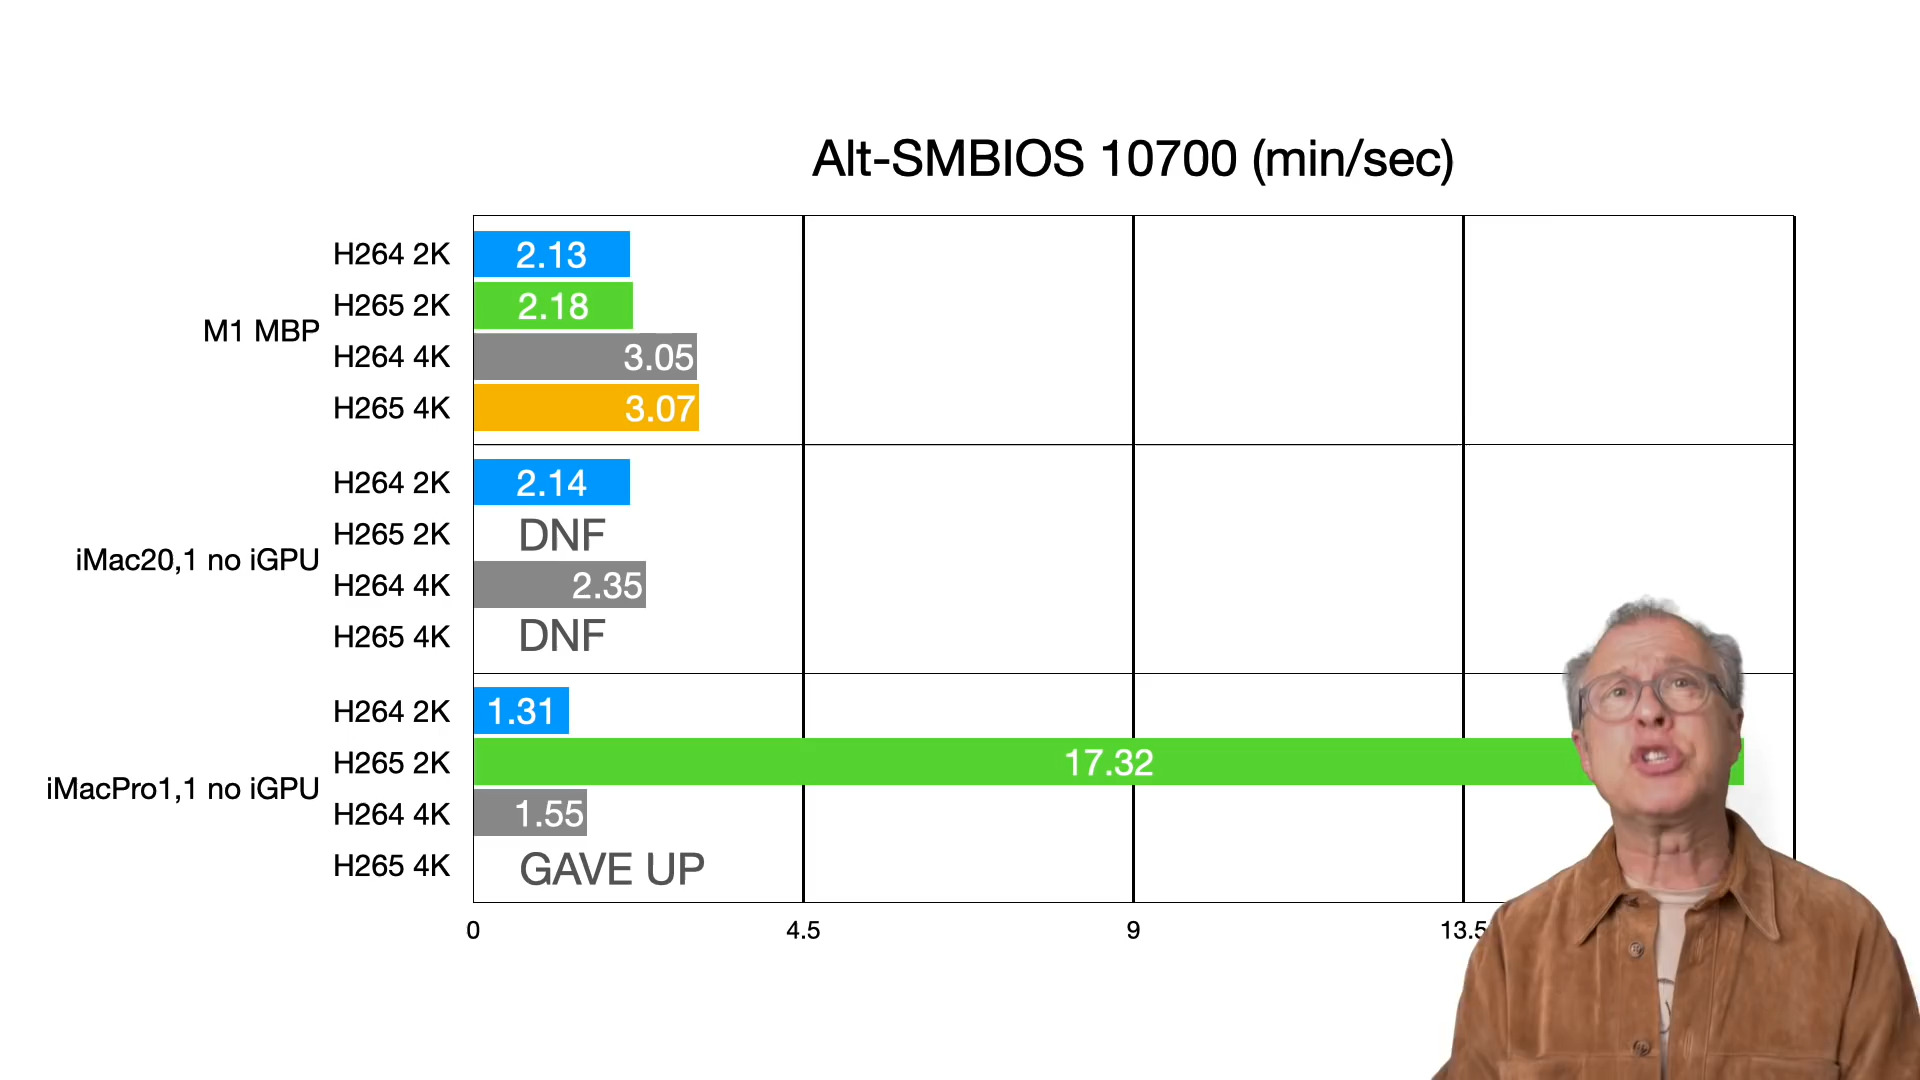 Alt-SMBIOS 10700 (min/sec)
M1 MBP
H264 2K 2.13
H265 2K 2.18
H264 4K 3.05
H265 4K 3.07
iMac20,1 no iGPU
H264 2K 2.14
H265 2K DNF
H264 4K 2.35
H265 4K DNF
iMacPro1,1 no iGPU
H264 2K 1.31
H265 2K 17.32
H264 4K 1.55
H265 4K GAVE UP
0 4.5 9 13.5